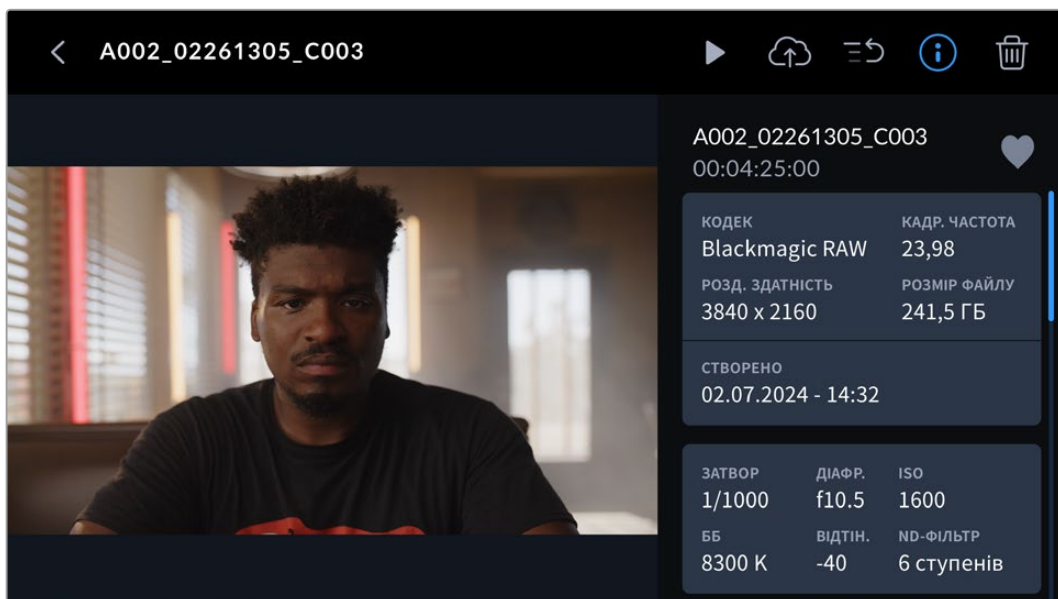 A002_02261305_C003
A002_02261305_C003
00:04:25:00
КОДЕК КАДР. ЧАСТОТА
Blackmagic RAW 23,98
РОЗД. ЗДАТНІСТЬ РОЗМІР ФАЙЛУ
3840 x 2160 241,5 ГБ
СТВОРЕНО
02.07.2024 - 14:32
ЗАТВОР ДІАФР. ISO
1/1000 f10.5 1600
ББ ВІДТІН. ND-ФІЛЬТР
8300 K -40 6 ступенів